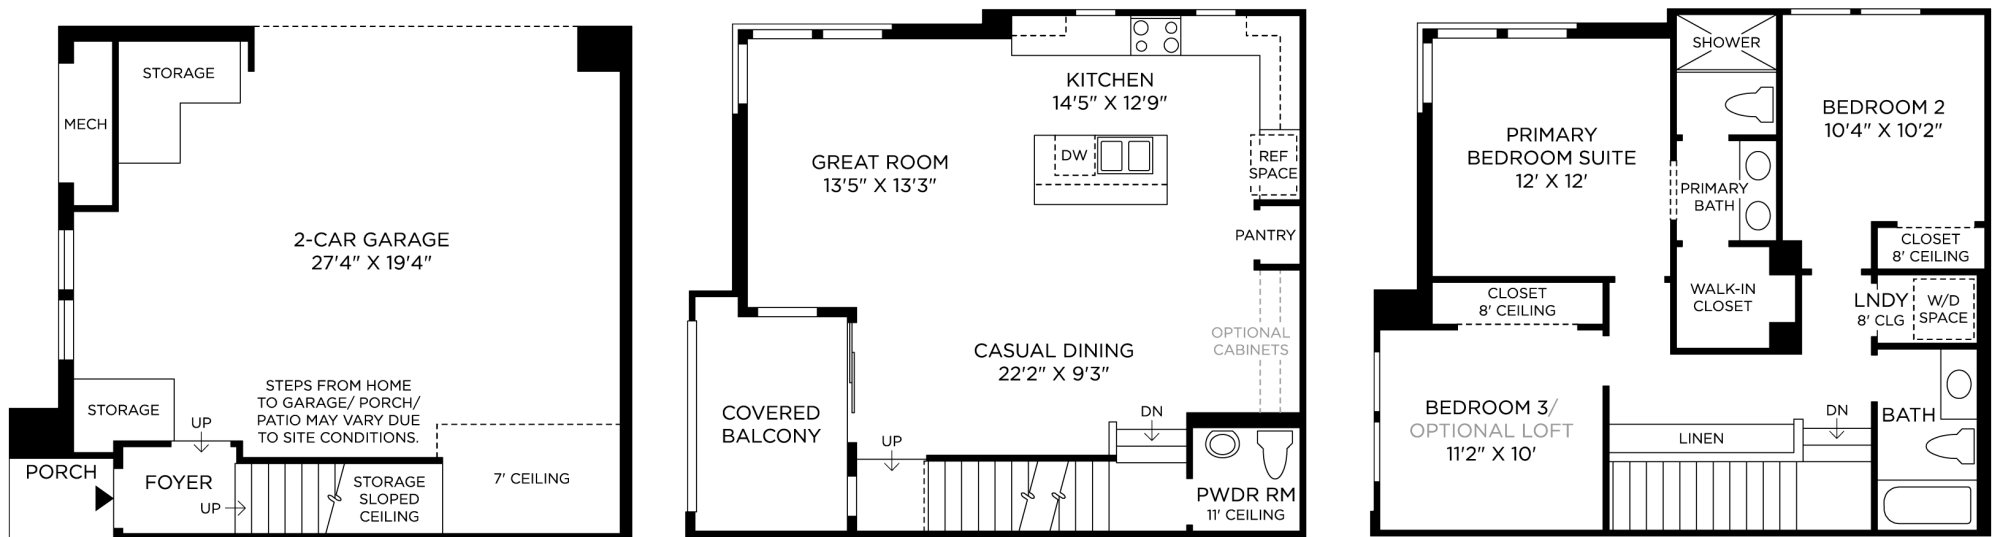 STORAGE
MECH
2-CAR GARAGE
27'4" X 19'4"
STORAGE
STEPS FROM HOME
TO GARAGE/ PORCH/
PATIO MAY VARY DUE
TO SITE CONDITIONS.
UP
PORCH
FOYER
UP
STORAGE
SLOPED
CEILING
7' CEILING
KITCHEN
14'5" X 12'9"
GREAT ROOM
13'5" X 13'3"
DW
REF
SPACE
PANTRY
OPTIONAL
CABINETS
CASUAL DINING
22'2" X 9'3"
COVERED
BALCONY
UP
DN
PWDR RM
11' CEILING
SHOWER
PRIMARY
BEDROOM SUITE
12' X 12'
BEDROOM 2
10'4" X 10'2"
PRIMARY
BATH
CLOSET
8' CEILING
WALK-IN
CLOSET
CLOSET
8' CEILING
LNDY
8' CLG
W/D
SPACE
BEDROOM 3/
OPTIONAL LOFT
11'2" X 10'
LINEN
DN
BATH